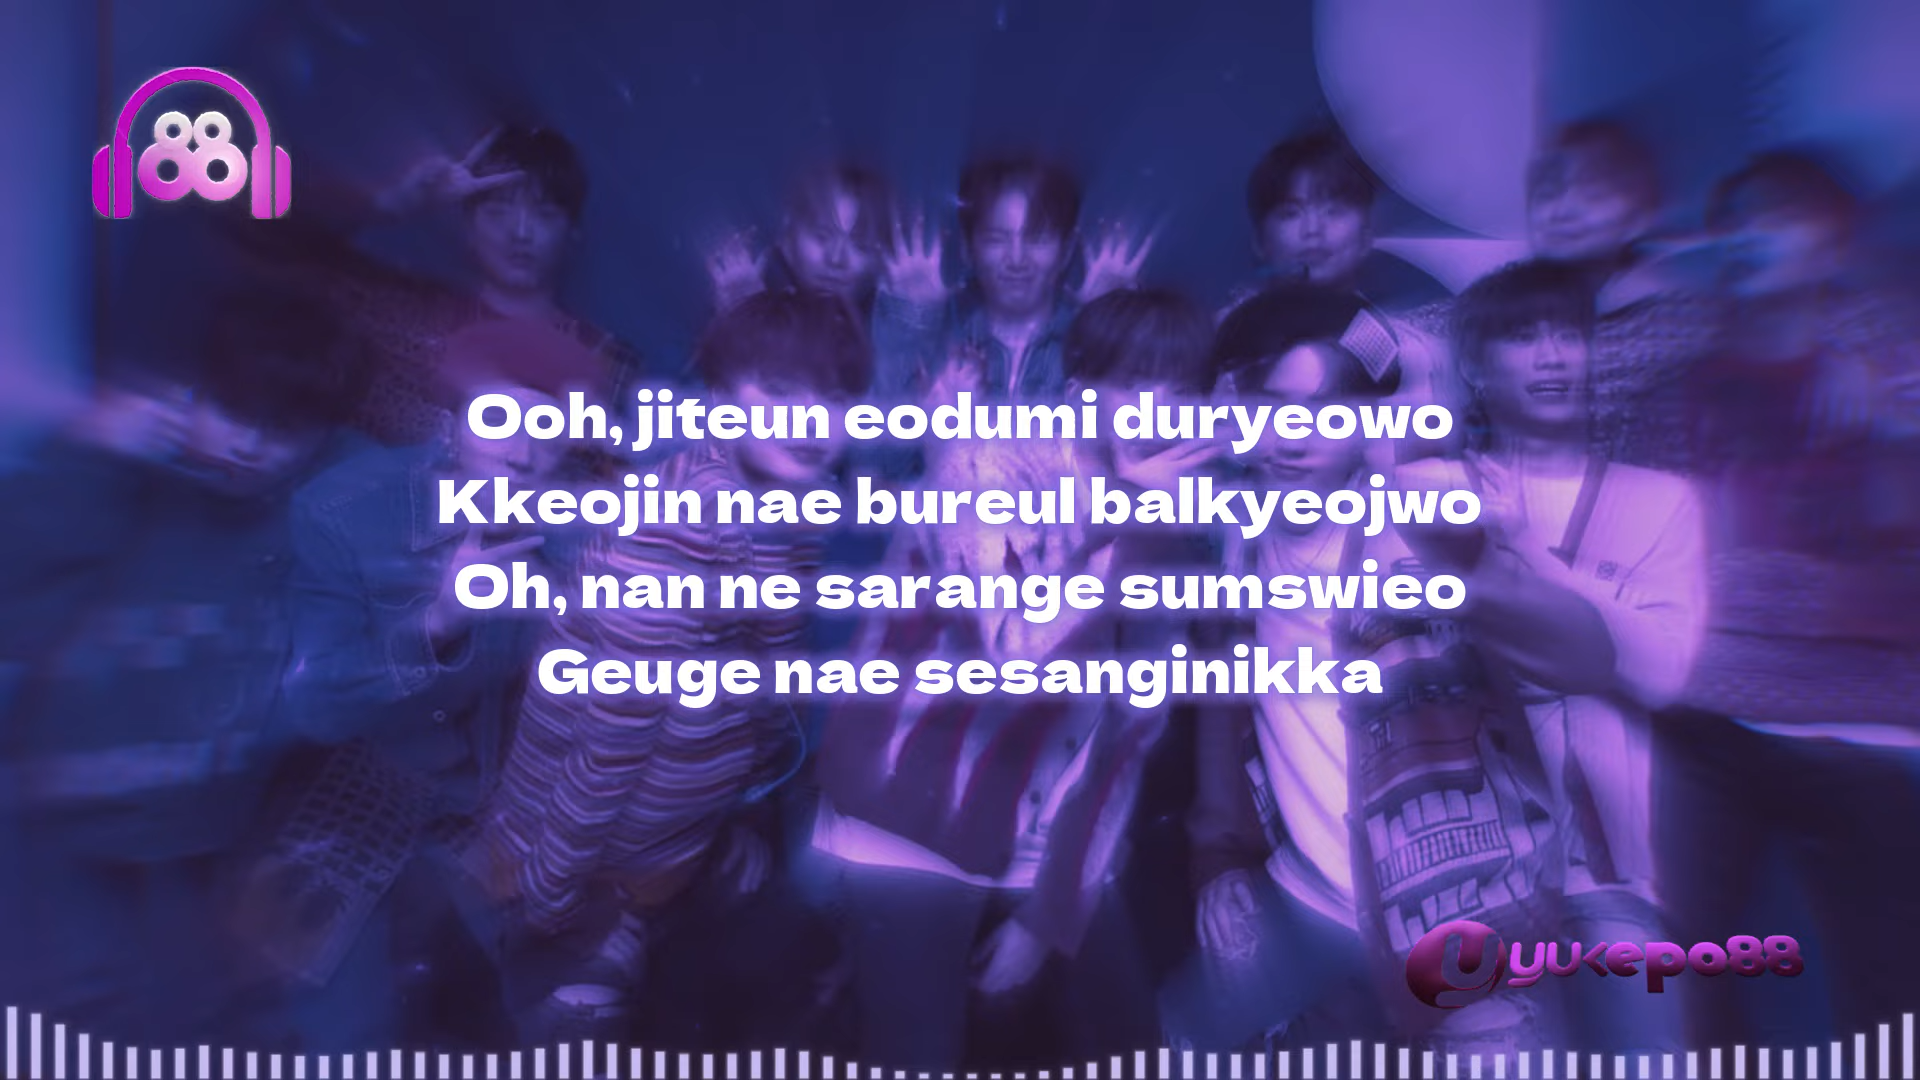 88
Ooh, jiteun eodumi duryeowo
Kkeojin nae bureul balkyeojwo
Oh, nan ne sarange sumswieo
Geuge nae sesanginikka
yukepo88